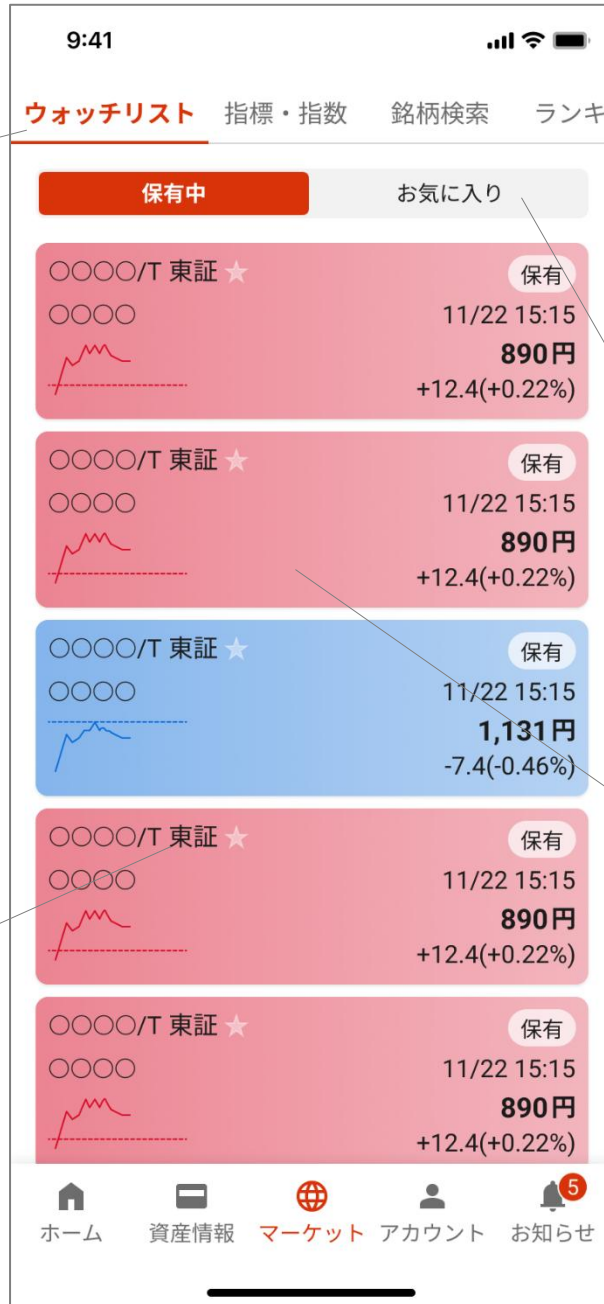 9:41
ウォッチリスト 指標・指数 銘柄検索 ランキ
保有中 お気に入り
○○○○/T 東証 保有
○○○○ 11/22 15:15
890円
+12.4(+0.22%)
○○○○/T 東証 保有
○○○○ 11/22 15:15
890円
+12.4(+0.22%)
○○○○/T 東証 保有
○○○○ 11/22 15:15
1,131円
-7.4(-0.46%)
○○○○/T 東証 保有
○○○○ 11/22 15:15
890円
+12.4(+0.22%)
○○○○/T 東証 保有
○○○○ 11/22 15:15
890円
+12.4(+0.22%)
5
ホーム 資産情報 マーケット アカウント お知らせ